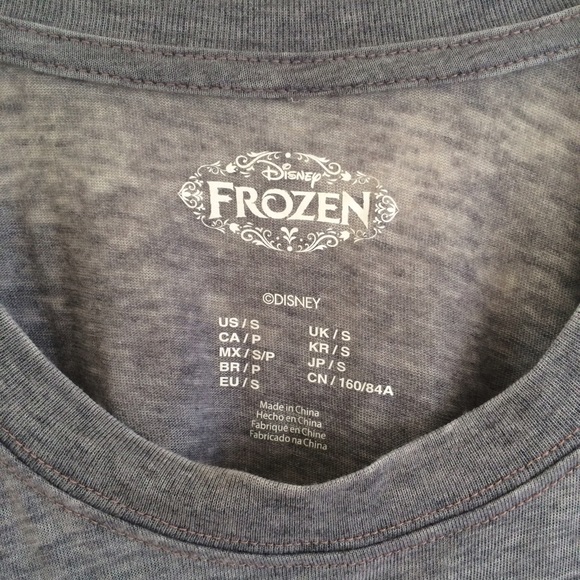 Disney
FROZEN
©DISNEY
US / S
CA / P
MX / S/P
BR / P
EU / S
UK / S
KR / S
JP / S
CN / 160/84A
Made in China
Hecho en China
Fabriqué en Chine
Fabricado na China